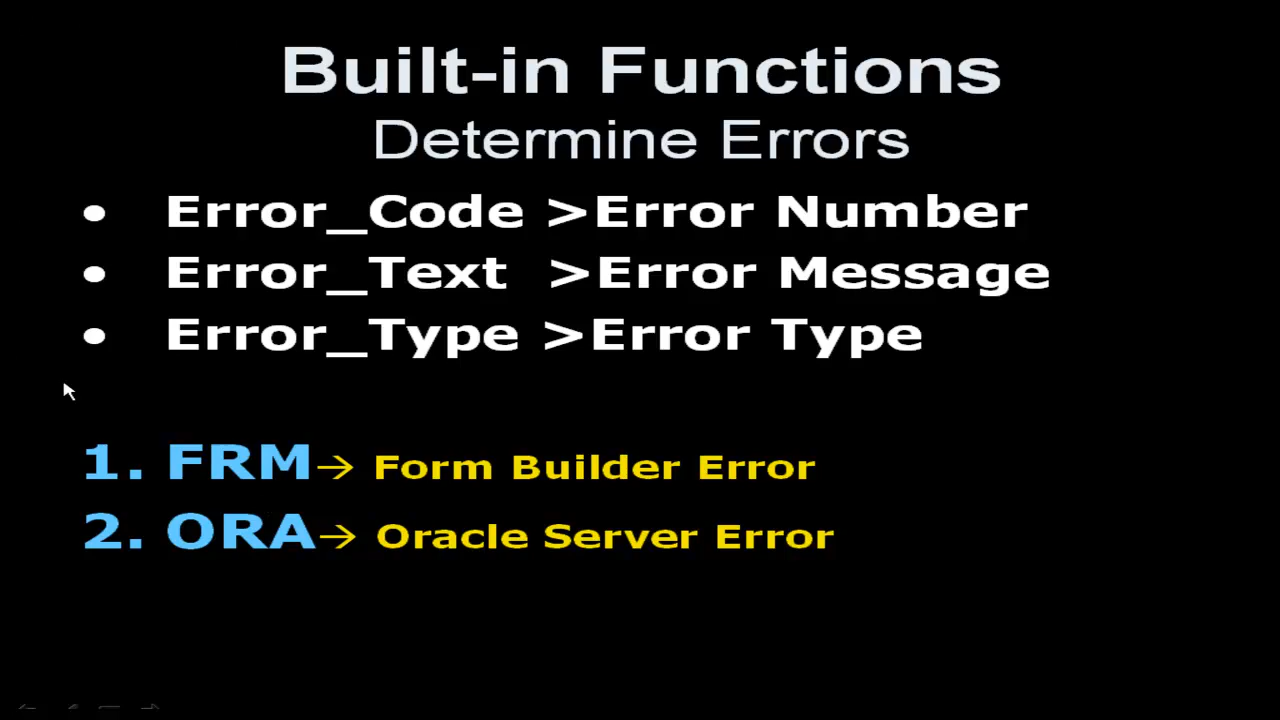 Built-in Functions
Determine Errors
• Error_Code >Error Number
• Error_Text >Error Message
• Error_Type >Error Type
1. FRM→ Form Builder Error
2. ORA→ Oracle Server Error